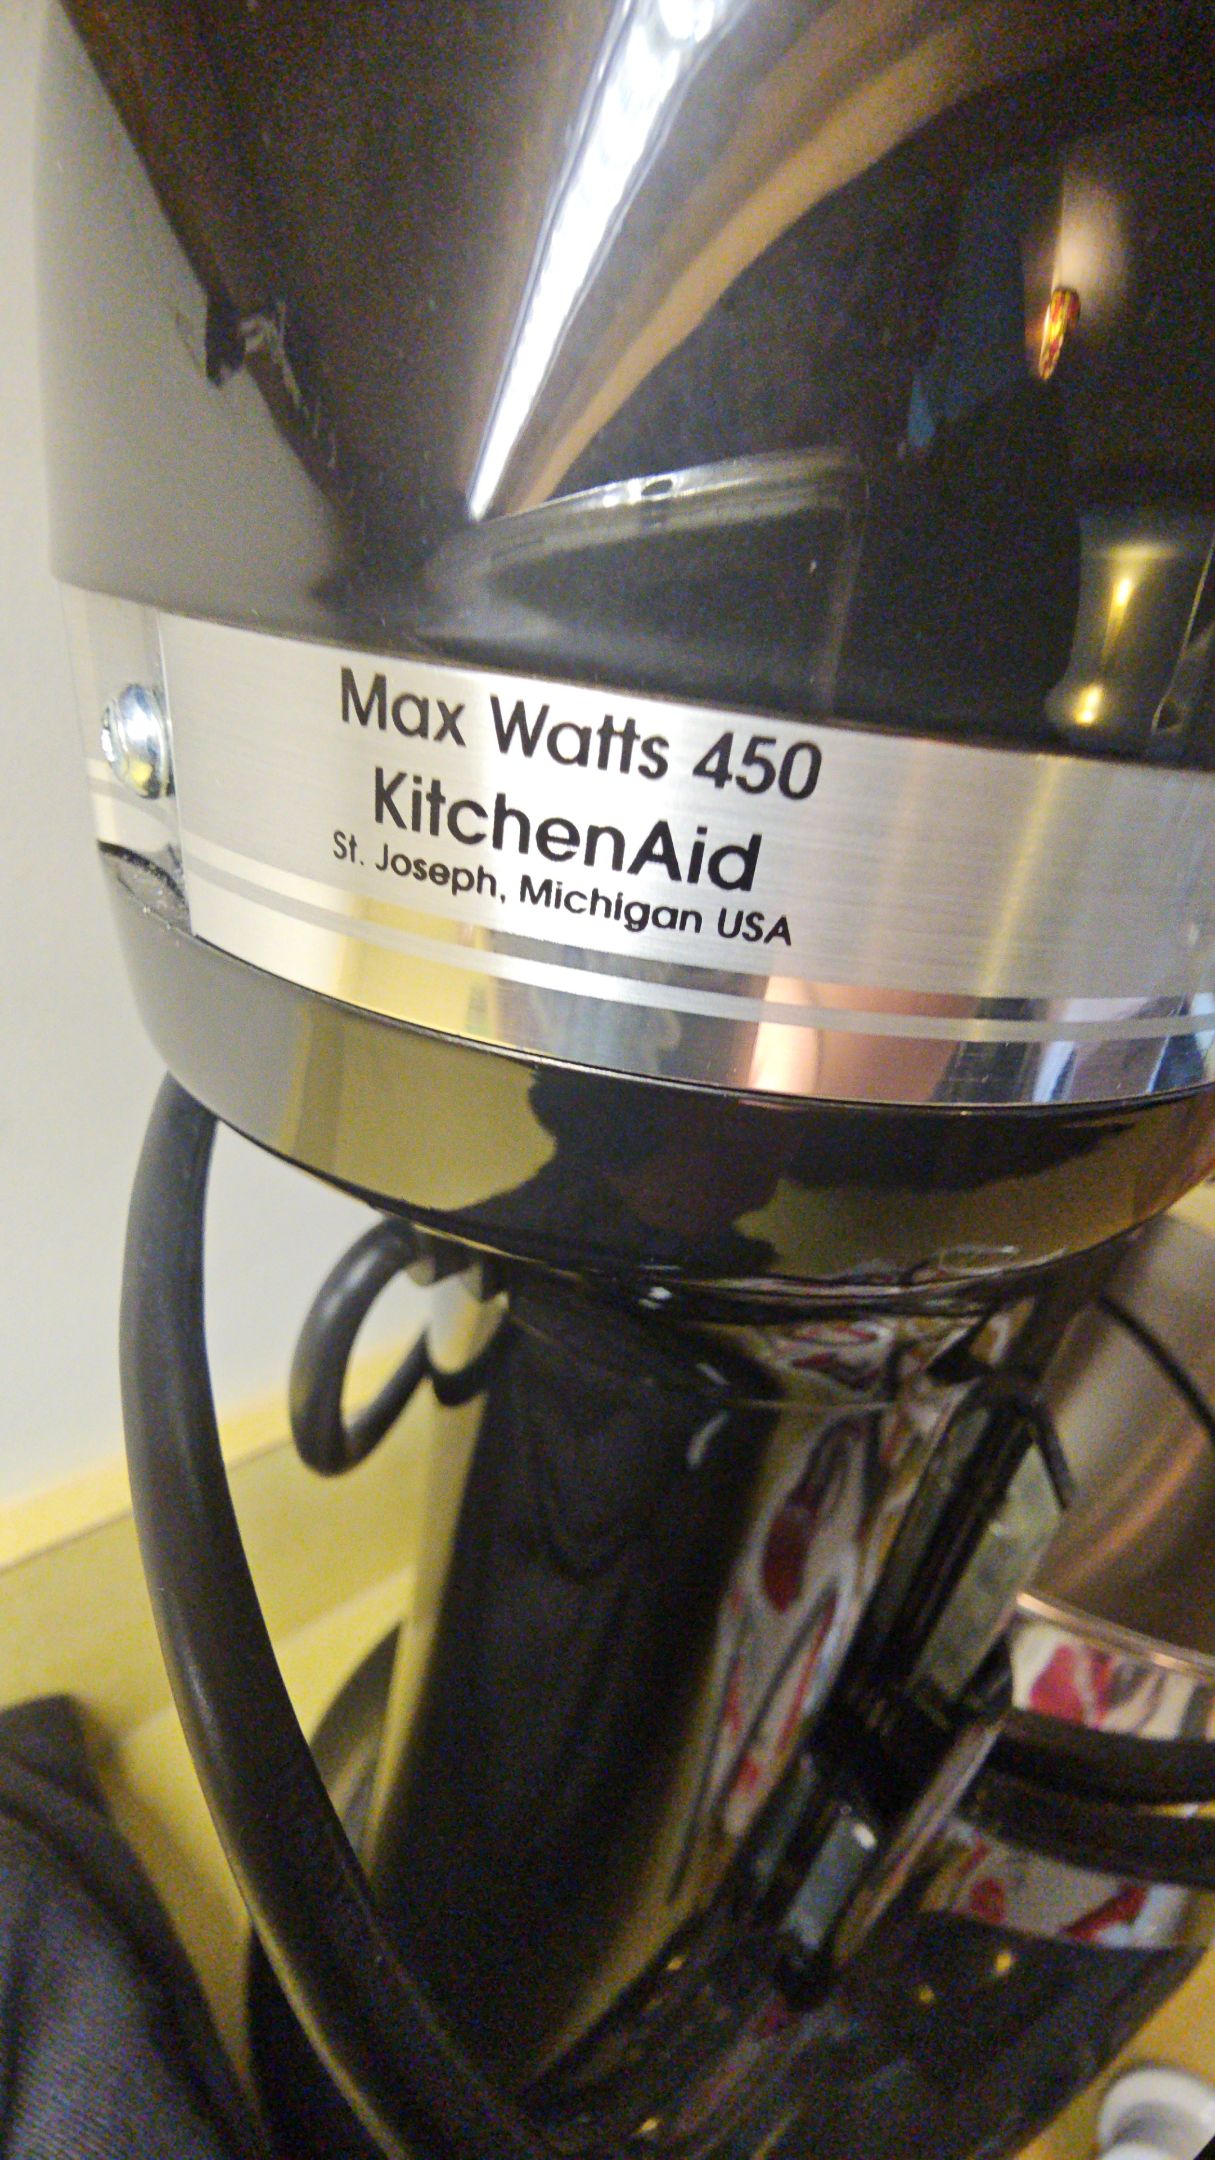 Max Watts 450
KitchenAid
St. Joseph, Michigan USA